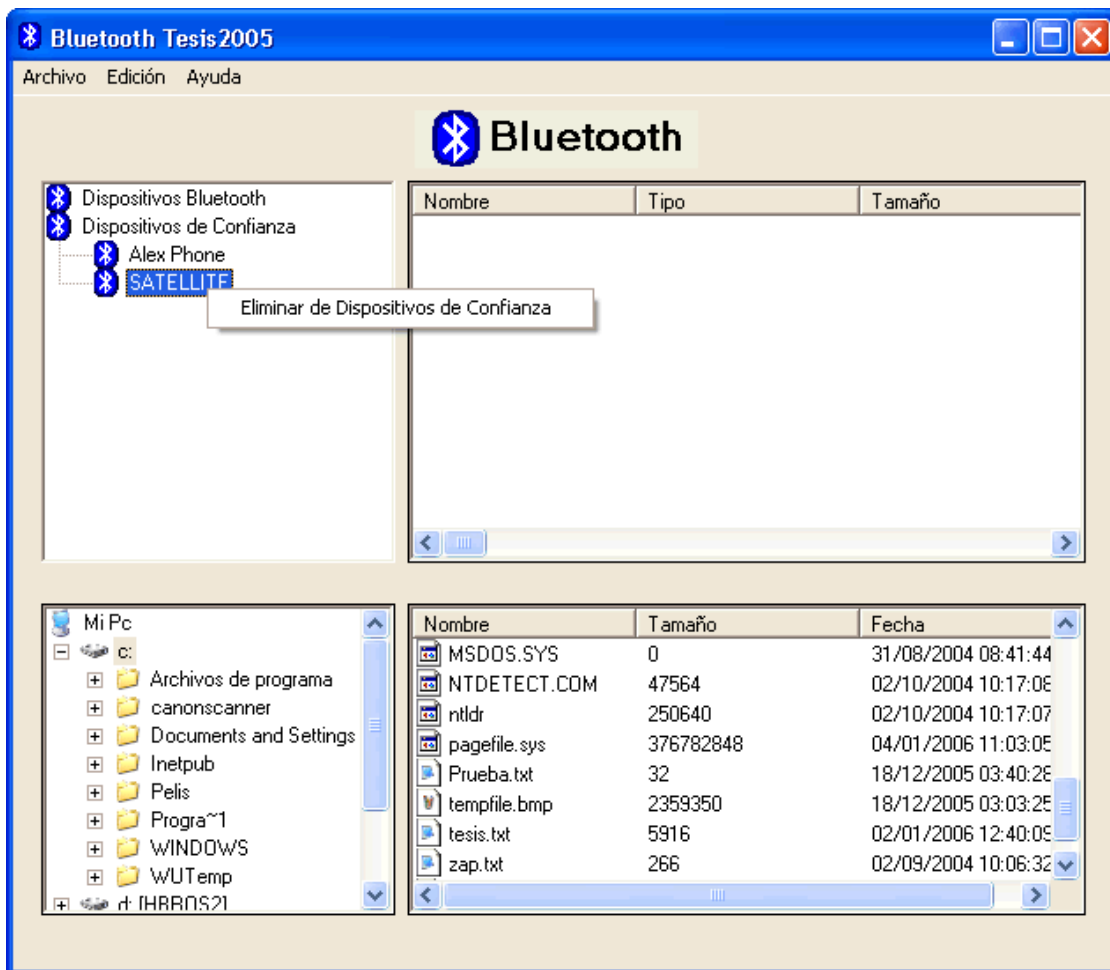 Bluetooth Tesis2005
Archivo Edición Ayuda
Bluetooth
Dispositivos Bluetooth
Dispositivos de Confianza
Alex Phone
SATELLITE
Eliminar de Dispositivos de Confianza
Nombre Tipo Tamaño
Mi Pc
c:
Archivos de programa
canonscanner
Documents and Settings
Inetpub
Pelis
Progra~1
WINDOWS
WUTemp
d: [HBBOS2]
Nombre Tamaño Fecha
MSDOS.SYS 0 31/08/2004 08:41:44
NTDETECT.COM 47564 02/10/2004 10:17:08
ntldr 250640 02/10/2004 10:17:07
pagefile.sys 376782848 04/01/2006 11:03:05
Prueba.txt 32 18/12/2005 03:40:28
tempfile.bmp 2359350 18/12/2005 03:03:25
tesis.txt 5916 02/01/2006 12:40:09
zap.txt 266 02/09/2004 10:06:32